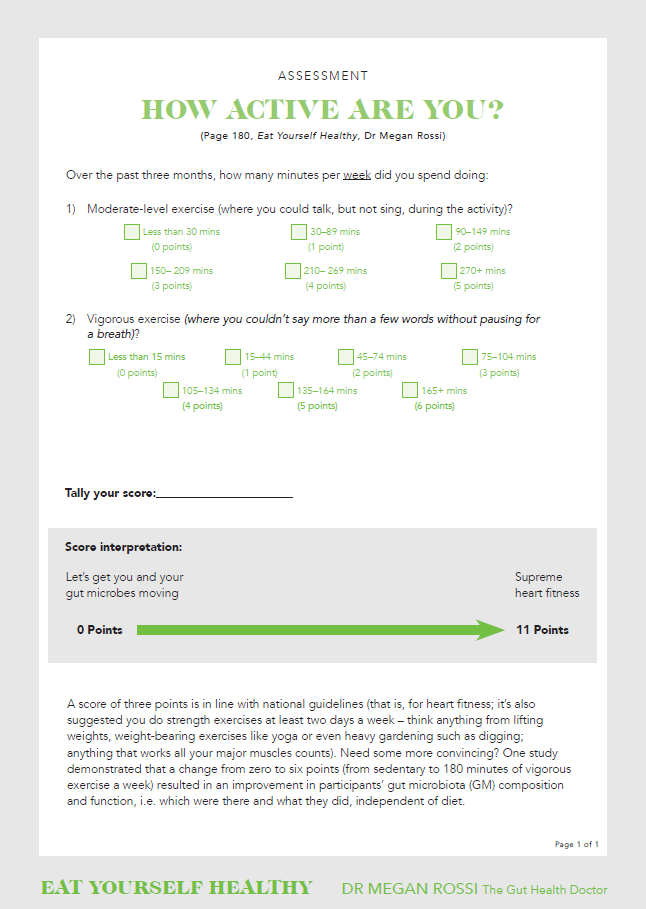 ASSESSMENT
HOW ACTIVE ARE YOU?
(Page 180, Eat Yourself Healthy, Dr Megan Rossi)
Over the past three months, how many minutes per week did you spend doing:
1) Moderate-level exercise (where you could talk, but not sing, during the activity)?
Less than 30 mins 30–89 mins 90–149 mins
(0 points) (1 point) (2 points)
150– 209 mins 210– 269 mins 270+ mins
(3 points) (4 points) (5 points)
2) Vigorous exercise (where you couldn't say more than a few words without pausing for
a breath)?
Less than 15 mins 15–44 mins 45–74 mins 75–104 mins
(0 points) (1 point) (2 points) (3 points)
105–134 mins 135–164 mins 165+ mins
(4 points) (5 points) (6 points)
Tally your score:
Score interpretation:
Let's get you and your Supreme
gut microbes moving heart fitness
0 Points 11 Points
A score of three points is in line with national guidelines (that is, for heart fitness; it's also
suggested you do strength exercises at least two days a week – think anything from lifting
weights, weight-bearing exercises like yoga or even heavy gardening such as digging;
anything that works all your major muscles counts). Need some more convincing? One study
demonstrated that a change from zero to six points (from sedentary to 180 minutes of vigorous
exercise a week) resulted in an improvement in participants' gut microbiota (GM) composition
and function, i.e. which were there and what they did, independent of diet.
Page 1 of 1
EAT YOURSELF HEALTHY DR MEGAN ROSSI The Gut Health Doctor